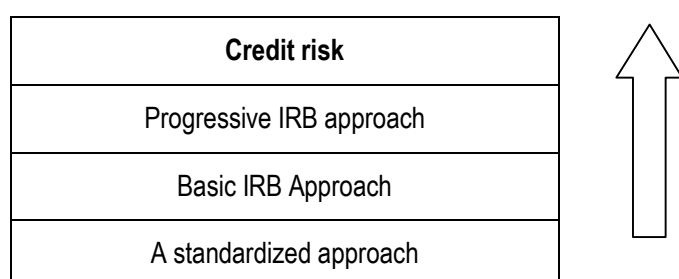 Credit risk
Progressive IRB approach
Basic IRB Approach
A standardized approach